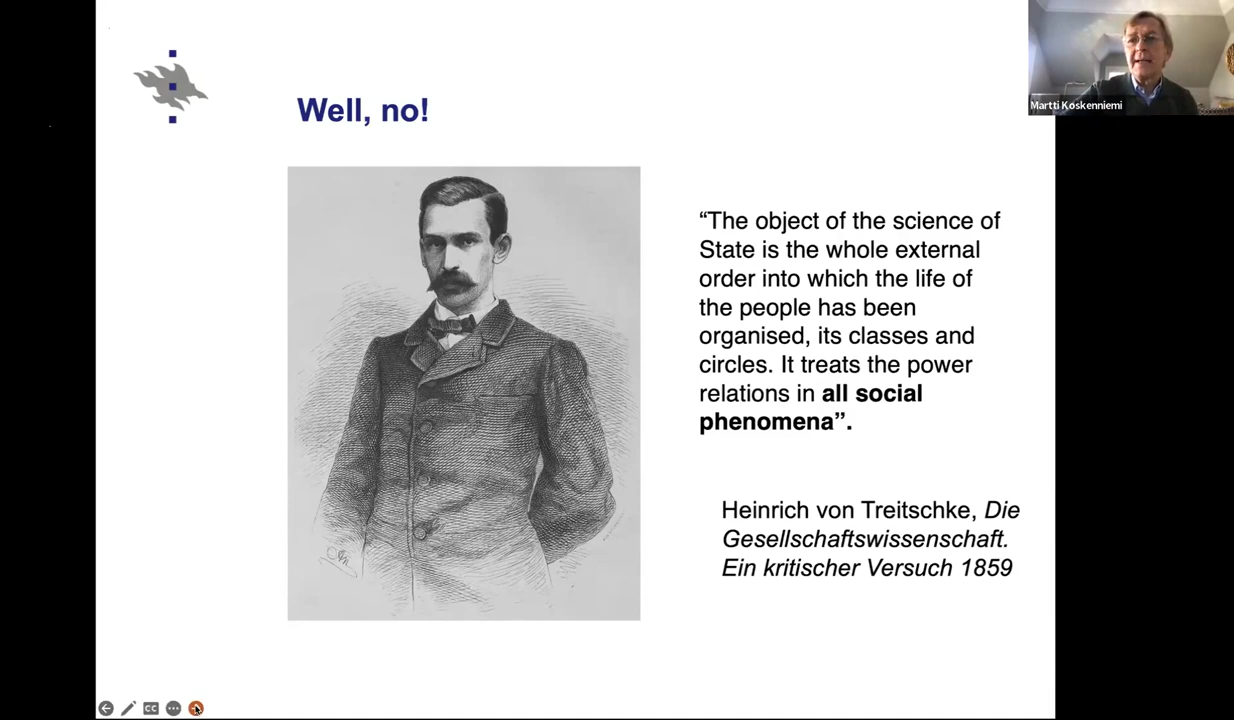 Well, no!
Martti Koskenniemi
“The object of the science of
State is the whole external
order into which the life of
the people has been
organised, its classes and
circles. It treats the power
relations in all social
phenomena”.
Heinrich von Treitschke, Die
Gesellschaftswissenschaft.
Ein kritischer Versuch 1859
CC